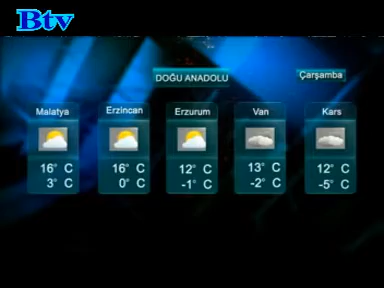 Btv
DOĞU ANADOLU
Çarşamba
Malatya
16° C
3° C
Erzincan
16° C
0° C
Erzurum
12° C
-1° C
Van
13° C
-2° C
Kars
12° C
-5° C